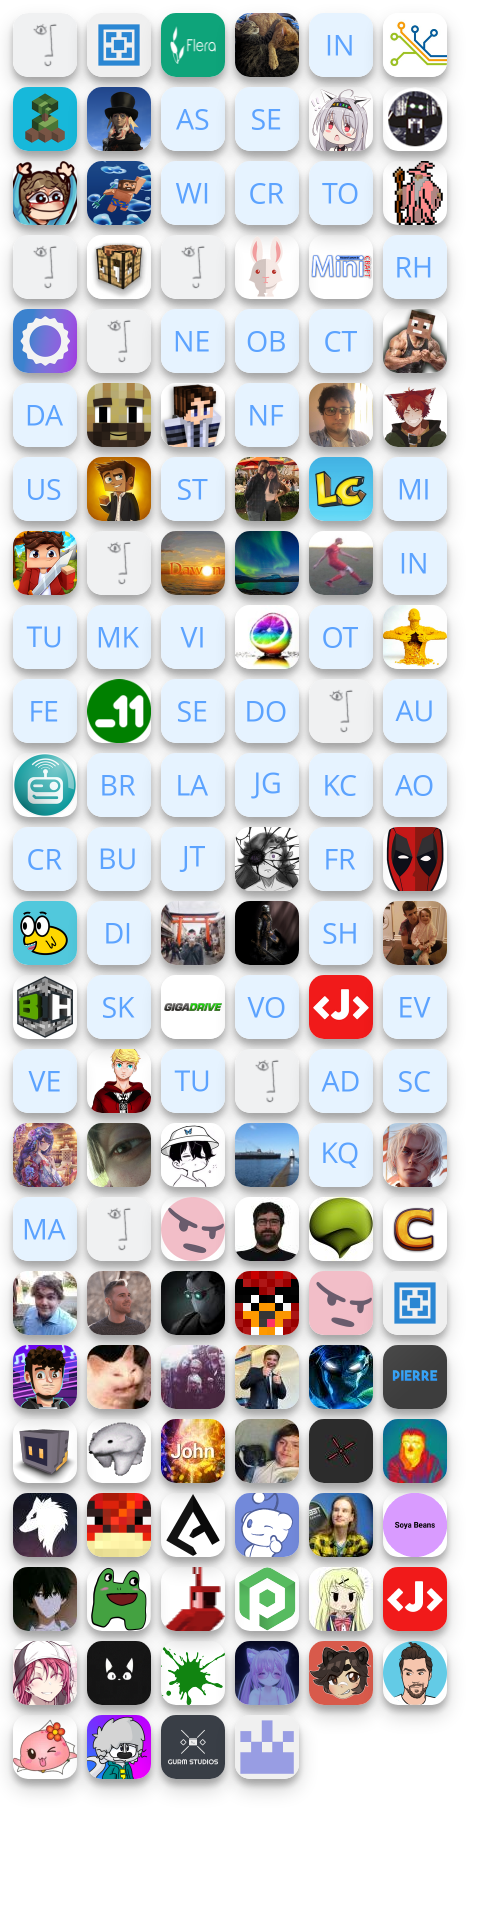 Flera
IN
AS
SE
WI
CR
TO
Mini
RH
NE
OB
CT
DA
NF
US
ST
LC
MI
Dawn
IN
TU
MK
VI
OT
FE
_11
SE
DO
AU
BR
LA
JG
KC
AO
CR
BU
JT
FR
DI
SH
BH
SK
GIGADRIVE
VO
<J>
EV
VE
TU
AD
SC
KQ
MA
C
PIERRE
John
Soya Beans
<J>
GURM STUDIOS